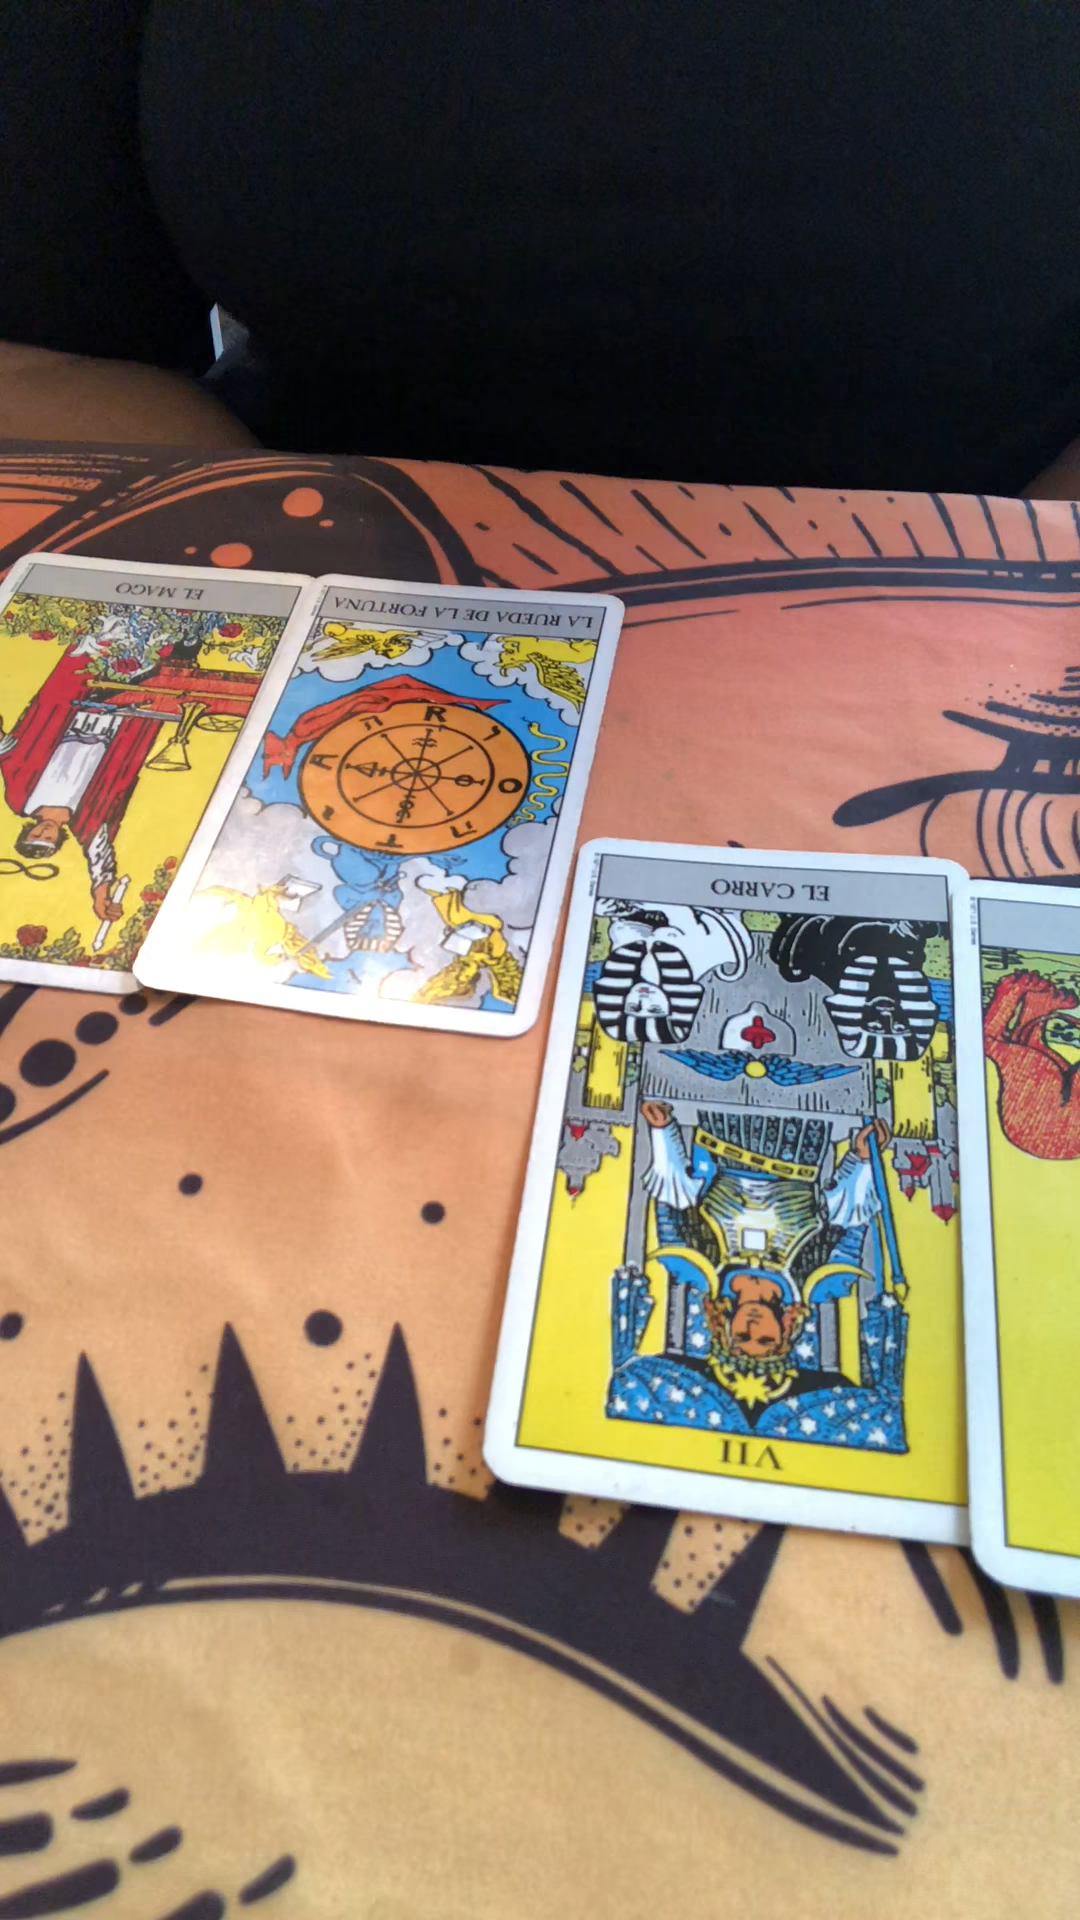 EL MAGO
LA RUEDA DE LA FORTUNA
R
O
T
A
EL CARRO
VII